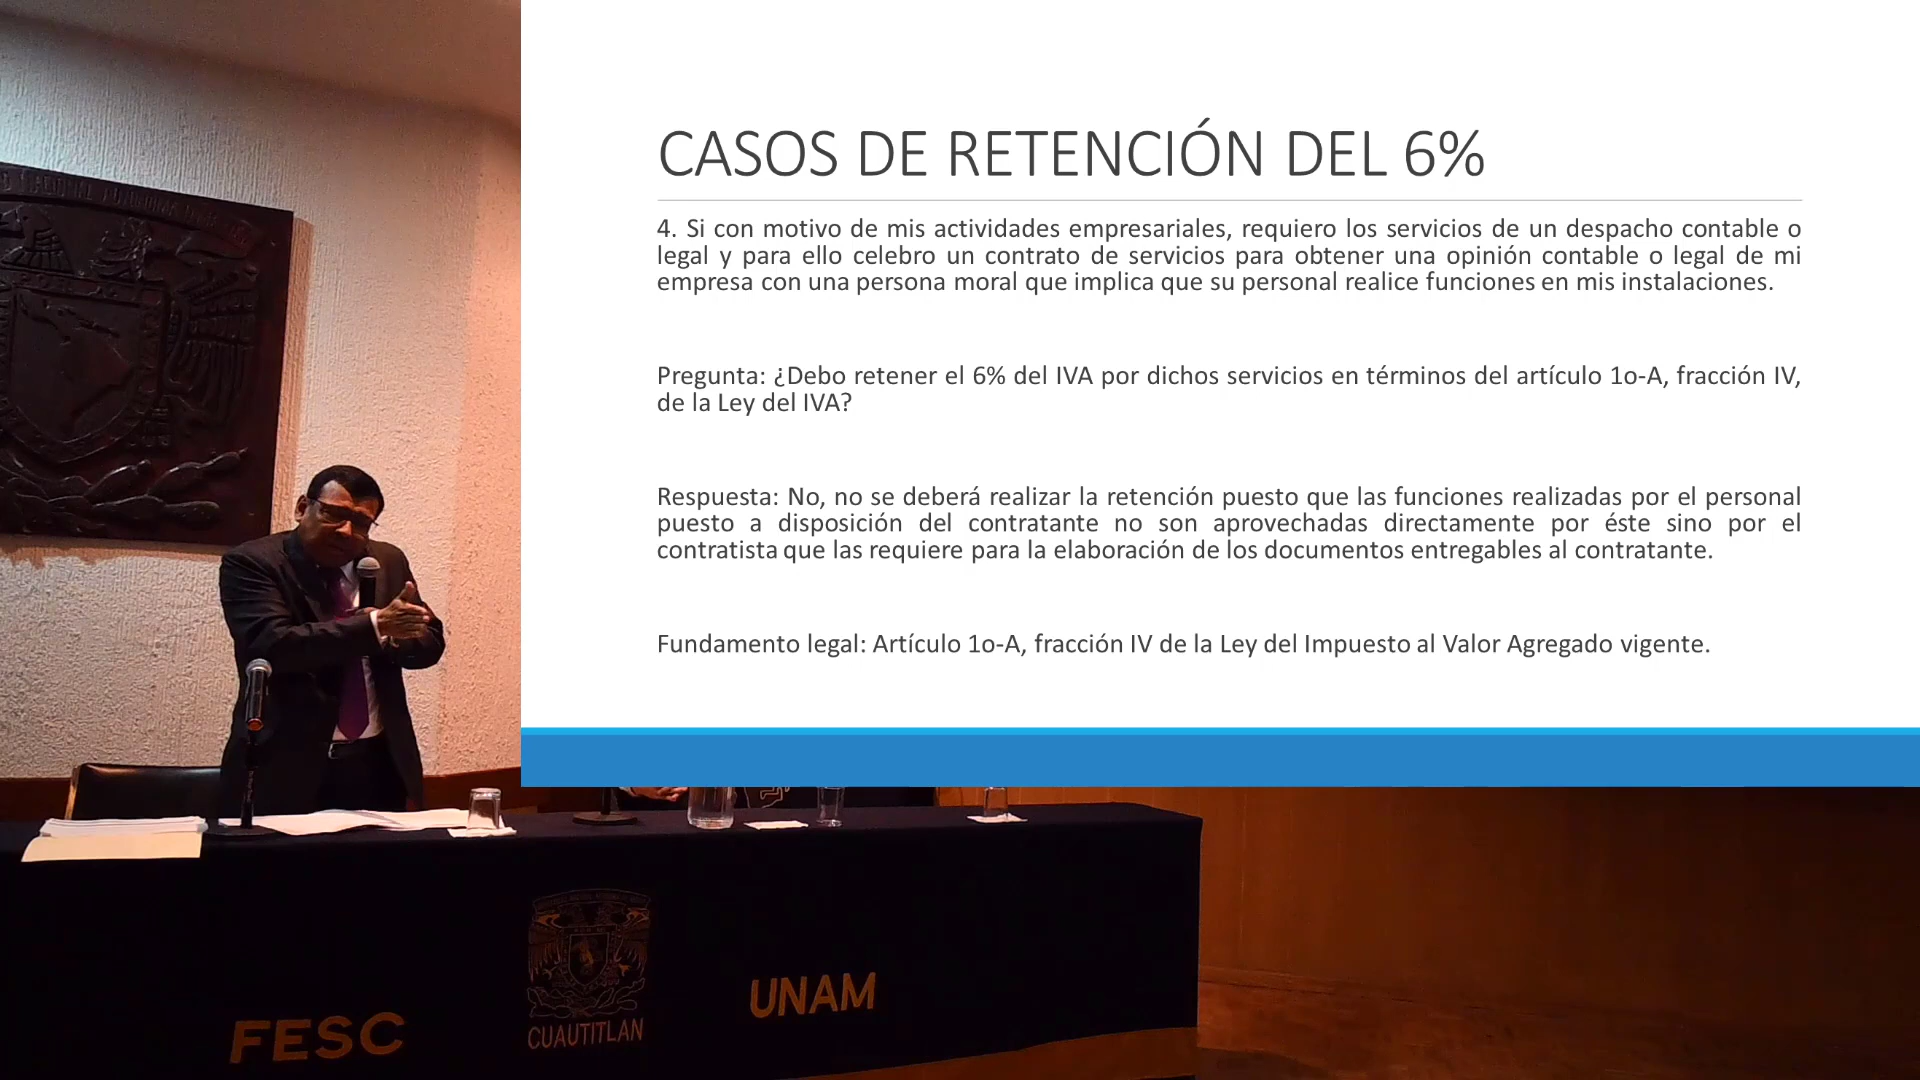 CASOS DE RETENCIÓN DEL 6%
4. Si con motivo de mis actividades empresariales, requiero los servicios de un despacho contable o
legal y para ello celebro un contrato de servicios para obtener una opinión contable o legal de mi
empresa con una persona moral que implica que su personal realice funciones en mis instalaciones.
Pregunta: ¿Debo retener el 6% del IVA por dichos servicios en términos del artículo 1o-A, fracción IV,
de la Ley del IVA?
Respuesta: No, no se deberá realizar la retención puesto que las funciones realizadas por el personal
puesto a disposición del contratante no son aprovechadas directamente por éste sino por el
contratista que las requiere para la elaboración de los documentos entregables al contratante.
Fundamento legal: Artículo 1o-A, fracción IV de la Ley del Impuesto al Valor Agregado vigente.
FESC
CUAUTITLAN
UNAM